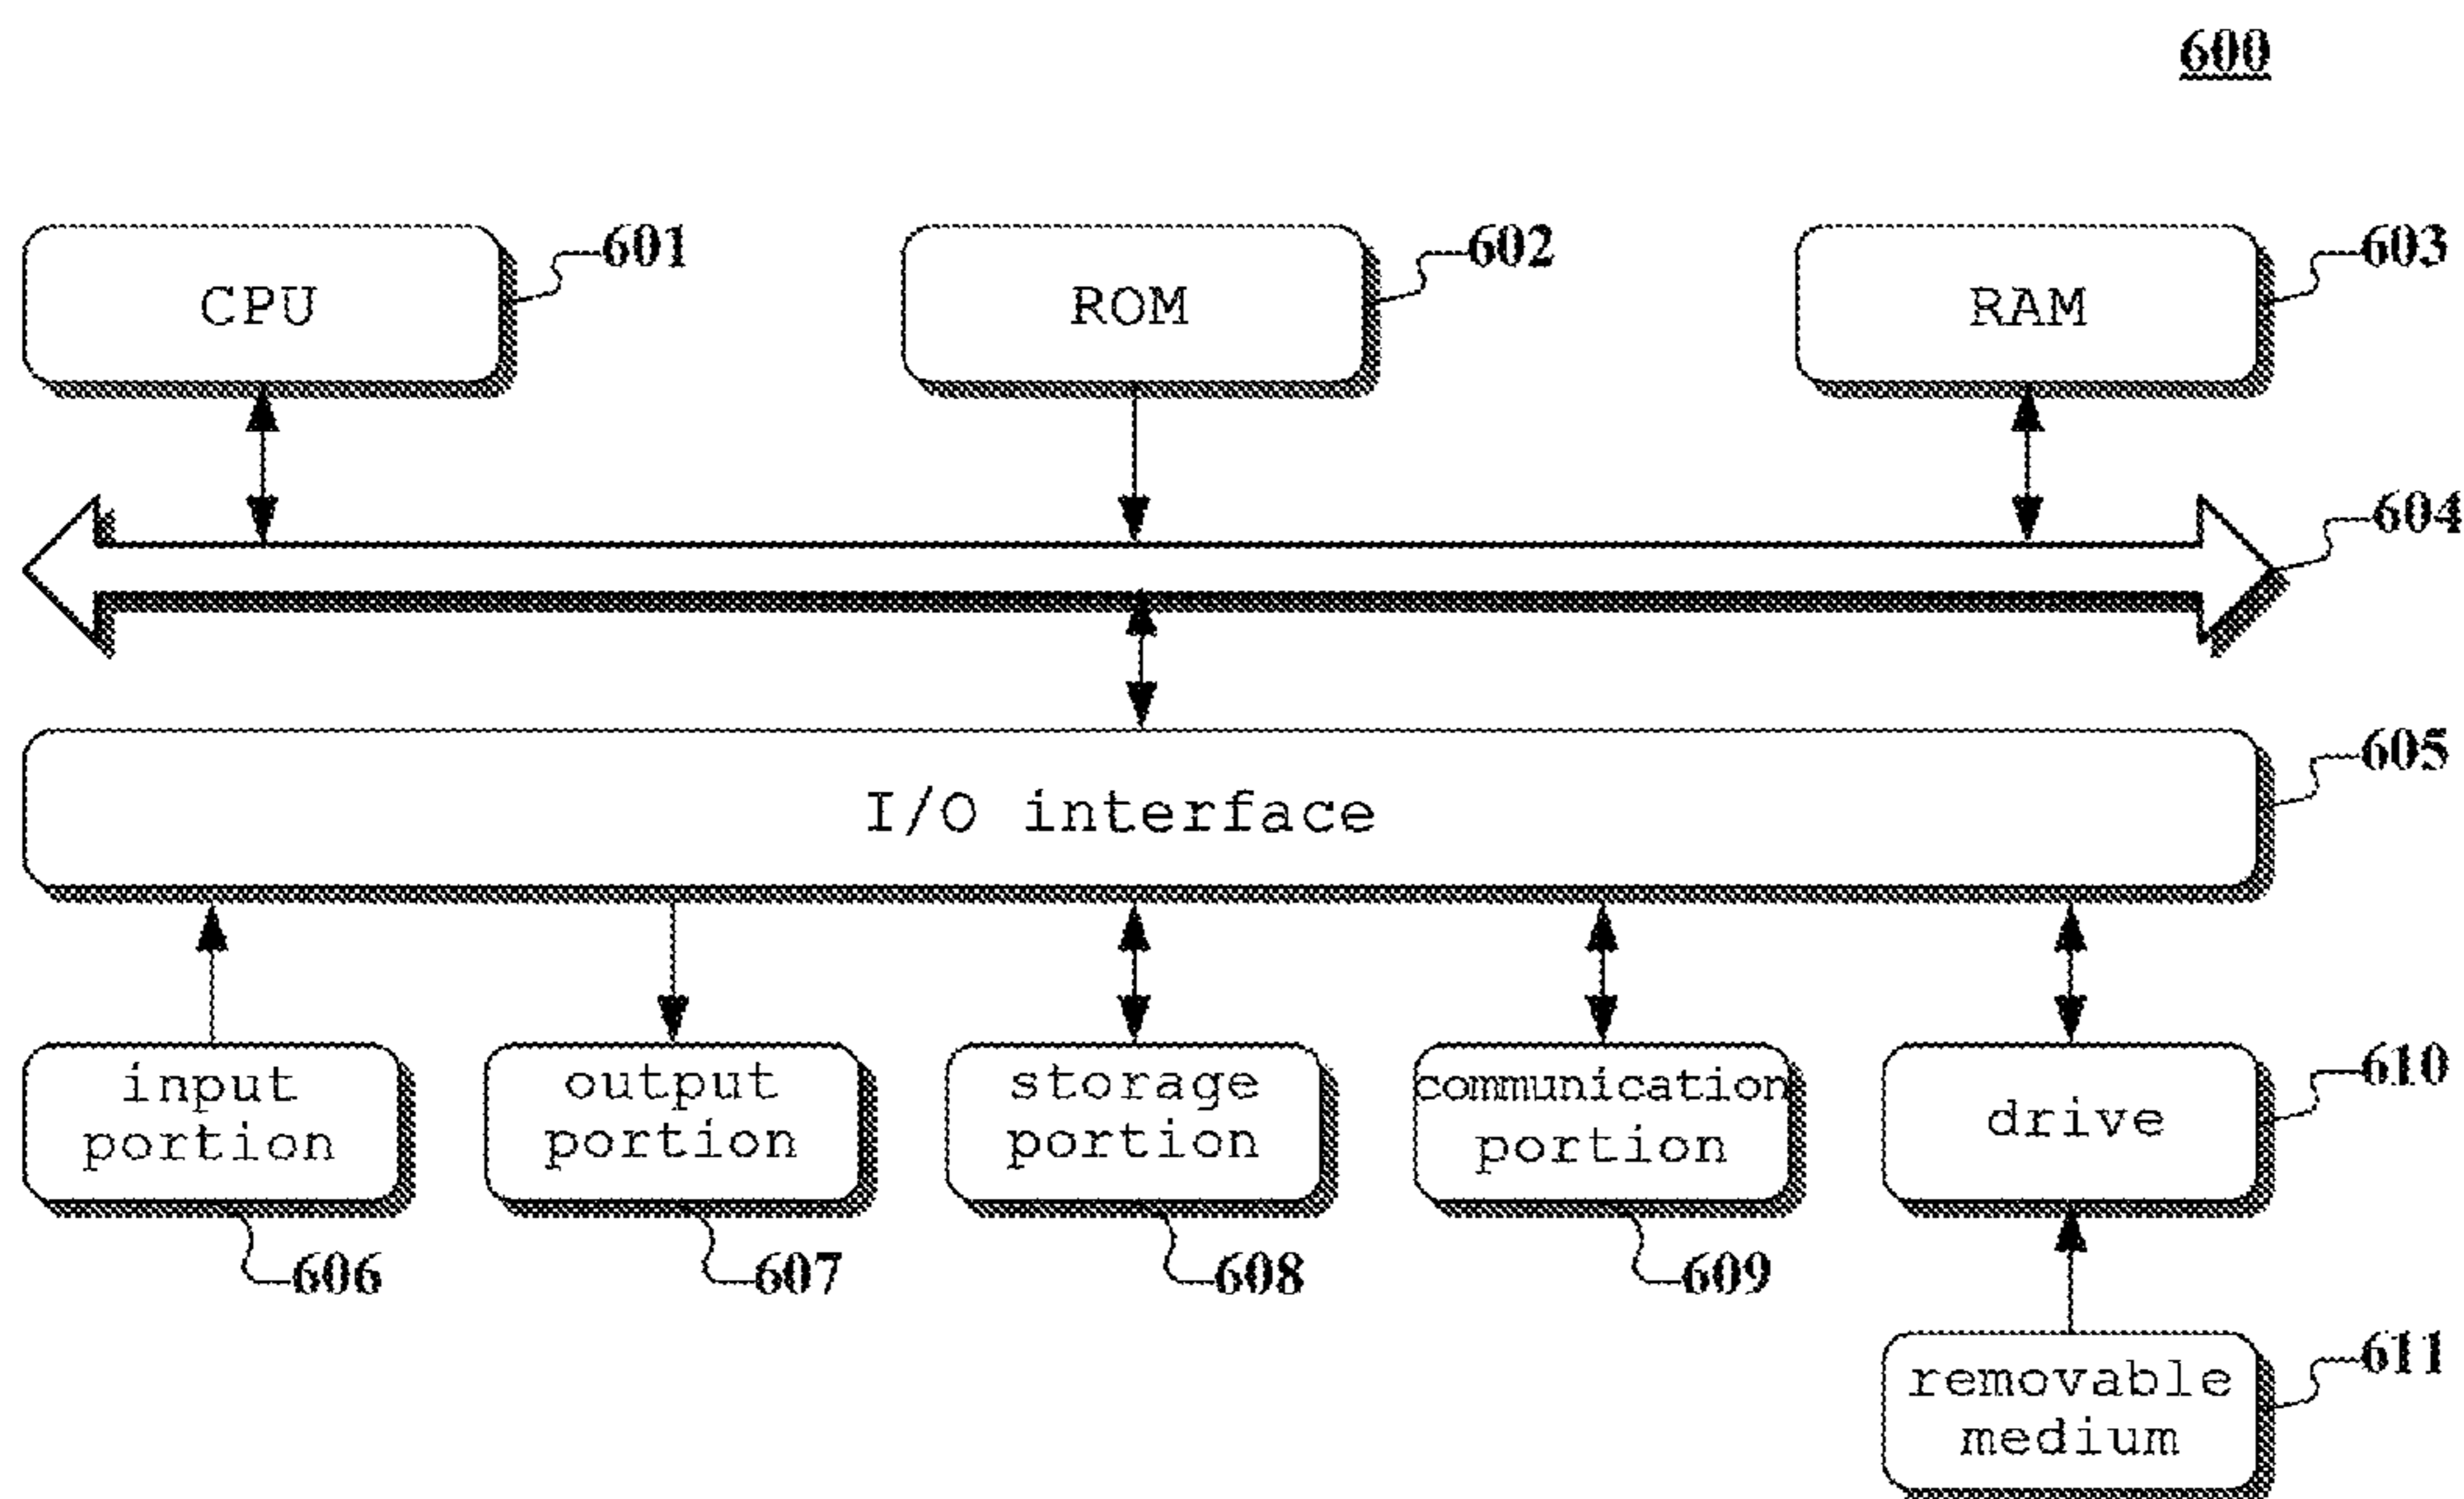 600
CPU
601
ROM
602
RAM
603
604
I/O interface
605
input
portion
606
output
portion
607
storage
portion
608
communication
portion
609
drive
610
removable
medium
611